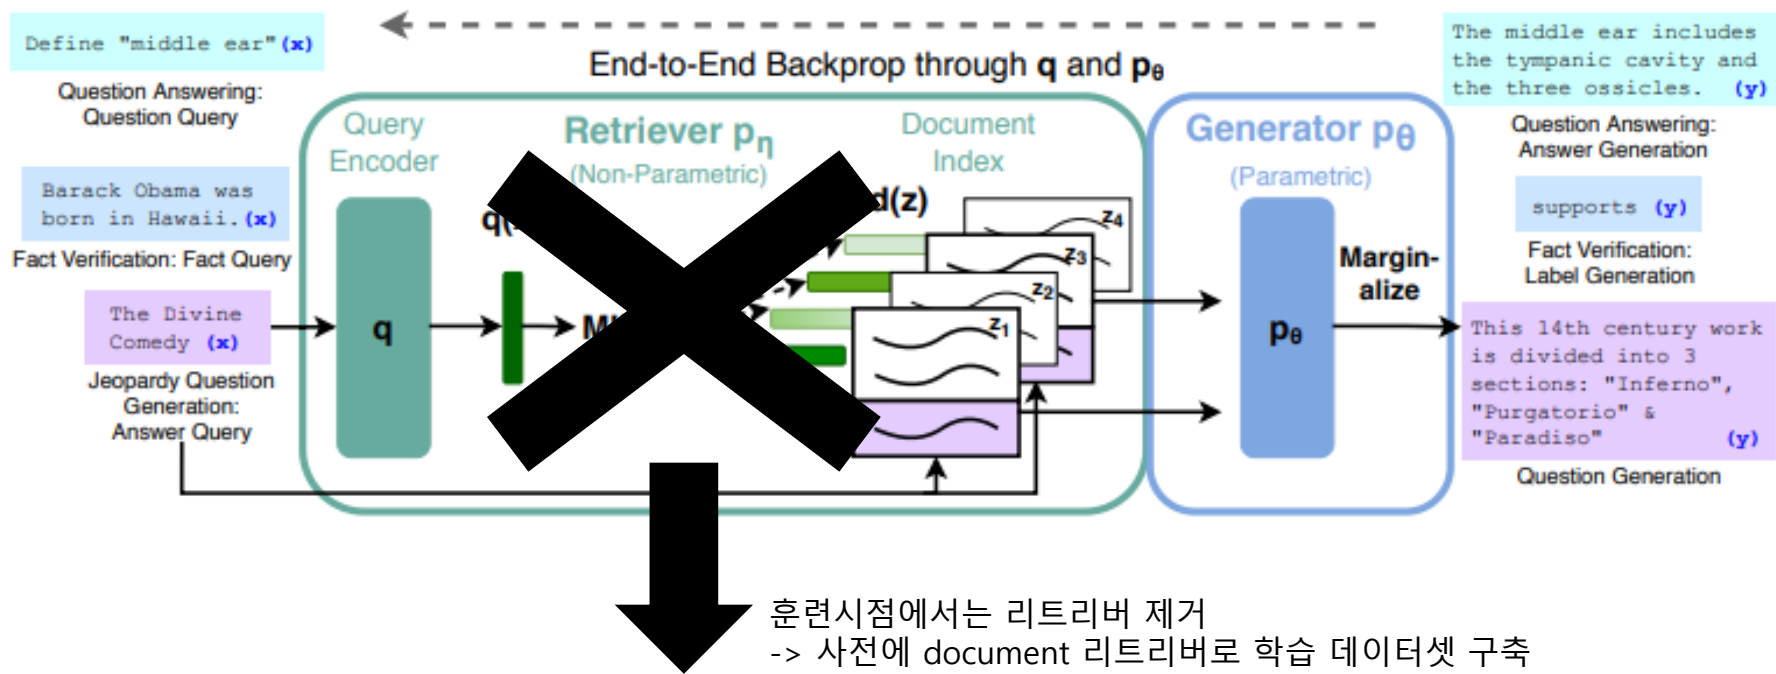 Define "middle ear" (x)
Question Answering:
Question Query
Barack Obama was
born in Hawaii. (x)
Fact Verification: Fact Query
The Divine
Comedy (x)
Jeopardy Question
Generation:
Answer Query
End-to-End Backprop through q and pθ
Query
Encoder
q
Retriever pη
(Non-Parametric)
Document
Index
d(z)
z4
z3
z2
z1
Generator pθ
(Parametric)
pθ
Margin-
alize
The middle ear includes
the tympanic cavity and
the three ossicles. (y)
Question Answering:
Answer Generation
supports (y)
Fact Verification:
Label Generation
This 14th century work
is divided into 3
sections: "Inferno",
"Purgatorio" &
"Paradiso" (y)
Question Generation
훈련시점에서는 리트리버 제거
-> 사전에 document 리트리버로 학습 데이터셋 구축